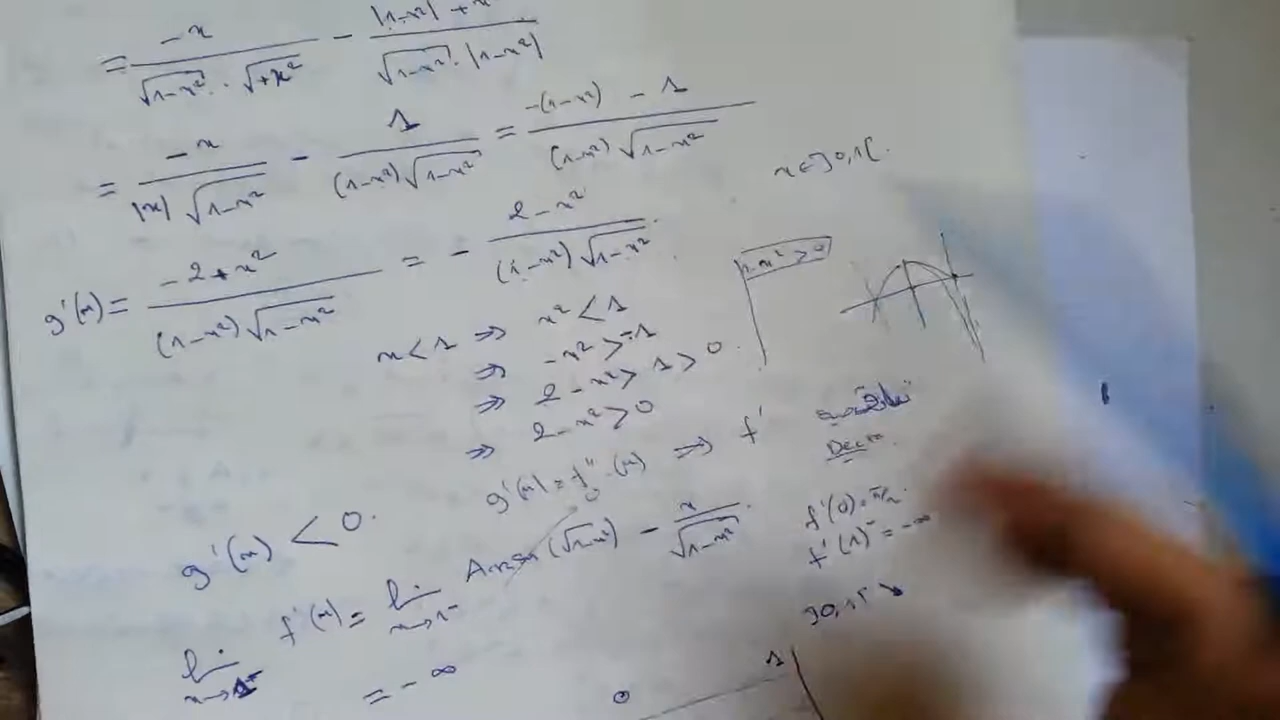 = -x / (√(1-x²) · √(+x²)) - (|1-x²| + x²) / (√(1-x²) · |1-x²|)
= -x / (|x| √(1-x²)) - 1 / ((1-x²)√(1-x²)) = (-(1-x²) - 1) / ((1-x²)√(1-x²))
x ∈ ]0,1[.
g'(x) = (-2+x²) / ((1-x²)√(1-x²)) = - (2-x²) / ((1-x²)√(1-x²)).
1-x² > 0
x < 1 ⇒ x² < 1
⇒ -x² > -1
⇒ 2-x² > 1 > 0.
⇒ 2-x² > 0
g'(x) = f''(x) ⇒ f'
Decr.
g'(x) < 0.
0
lim x→1⁻ f'(x) = lim x→1⁻ Arcsin(√1-x²) - x / √(1-x²).
f'(0) = π/2.
f'(1)⁻ = -∞
= -∞
]0,1[ ↘
0 1